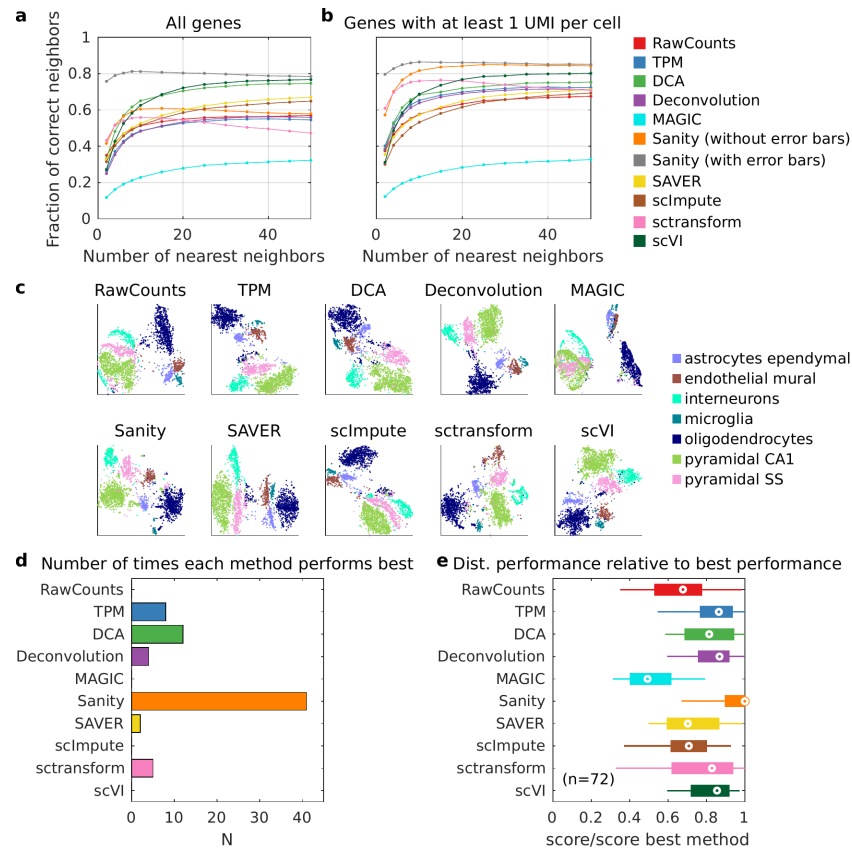 a
All genes
b
Genes with at least 1 UMI per cell
Fraction of correct neighbors
1
0.8
0.6
0.4
0.2
0
0
20
40
Number of nearest neighbors
0
20
40
Number of nearest neighbors
RawCounts
TPM
DCA
Deconvolution
MAGIC
Sanity (without error bars)
Sanity (with error bars)
SAVER
scImpute
sctransform
scVI
c
RawCounts
TPM
DCA
Deconvolution
MAGIC
Sanity
SAVER
scImpute
sctransform
scVI
astrocytes ependymal
endothelial mural
interneurons
microglia
oligodendrocytes
pyramidal CA1
pyramidal SS
d
Number of times each method performs best
RawCounts
TPM
DCA
Deconvolution
MAGIC
Sanity
SAVER
scImpute
sctransform
scVI
0
10
20
30
40
N
e
Dist. performance relative to best performance
RawCounts
TPM
DCA
Deconvolution
MAGIC
Sanity
SAVER
scImpute
sctransform
scVI
(n=72)
0
0.2
0.4
0.6
0.8
1
score/score best method